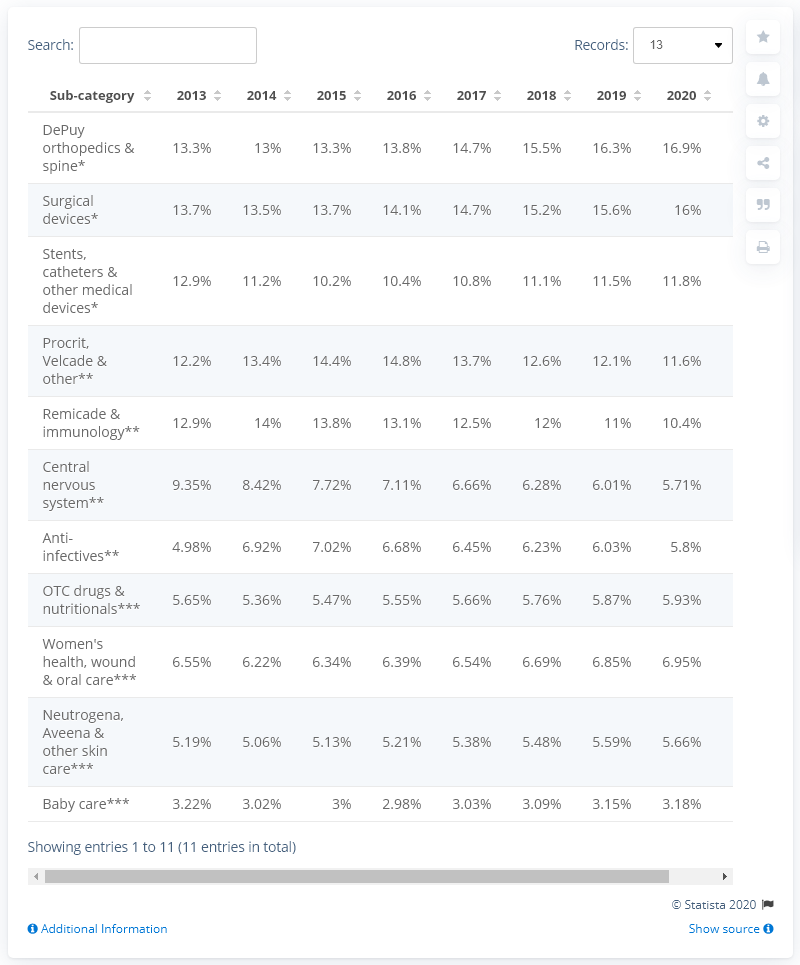 Search:
Records: 13
Sub-category 2013 2014 2015 2016 2017 2018 2019 2020
DePuy
orthopedics &
spine* 13.3% 13% 13.3% 13.8% 14.7% 15.5% 16.3% 16.9%
Surgical
devices* 13.7% 13.5% 13.7% 14.1% 14.7% 15.2% 15.6% 16%
Stents,
catheters &
other medical
devices* 12.9% 11.2% 10.2% 10.4% 10.8% 11.1% 11.5% 11.8%
Procrit,
Velcade &
other** 12.2% 13.4% 14.4% 14.8% 13.7% 12.6% 12.1% 11.6%
Remicade &
immunology** 12.9% 14% 13.8% 13.1% 12.5% 12% 11% 10.4%
Central
nervous
system** 9.35% 8.42% 7.72% 7.11% 6.66% 6.28% 6.01% 5.71%
Anti-
infectives** 4.98% 6.92% 7.02% 6.68% 6.45% 6.23% 6.03% 5.8%
OTC drugs &
nutritionals*** 5.65% 5.36% 5.47% 5.55% 5.66% 5.76% 5.87% 5.93%
Women's
health, wound
& oral care*** 6.55% 6.22% 6.34% 6.39% 6.54% 6.69% 6.85% 6.95%
Neutrogena,
Aveena &
other skin
care*** 5.19% 5.06% 5.13% 5.21% 5.38% 5.48% 5.59% 5.66%
Baby care*** 3.22% 3.02% 3% 2.98% 3.03% 3.09% 3.15% 3.18%
Showing entries 1 to 11 (11 entries in total)
© Statista 2020
Additional Information
Show source